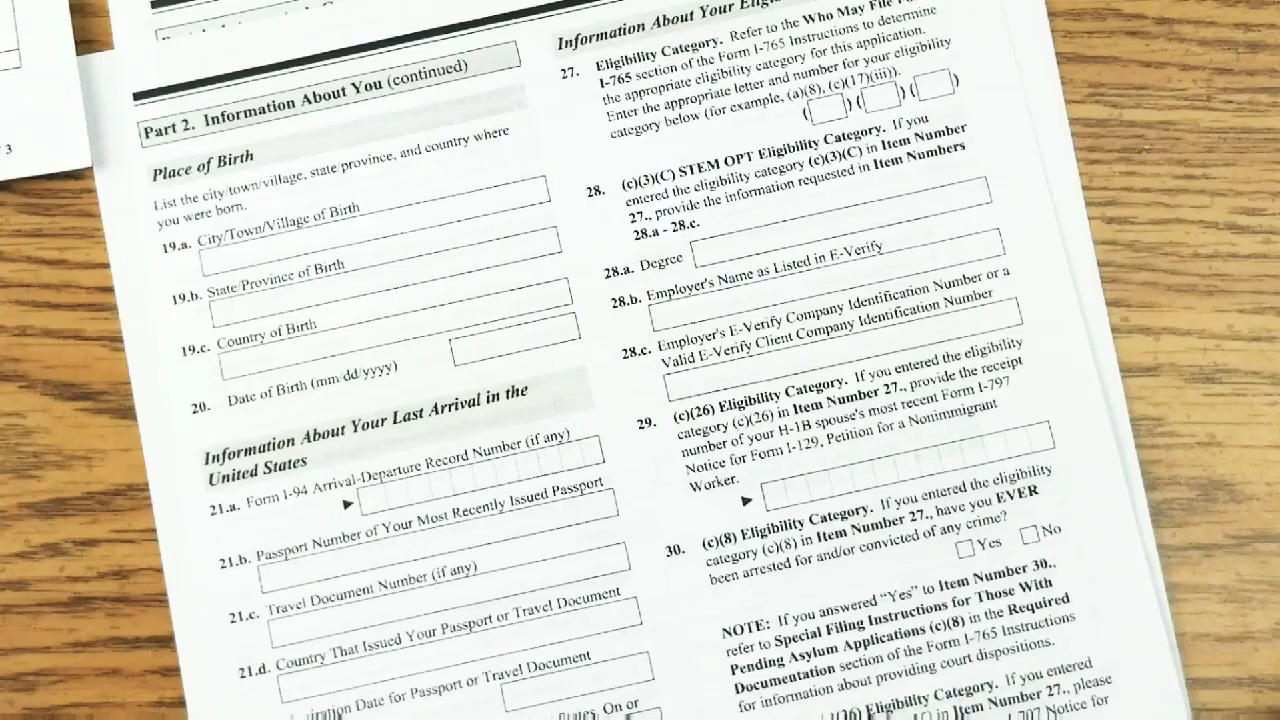 3
Part 2. Information About You (continued)
Place of Birth
List the city/town/village, state/province, and country where
you were born.
19.a. City/Town/Village of Birth
19.b. State/Province of Birth
19.c. Country of Birth
20. Date of Birth (mm/dd/yyyy)
Information About Your Last Arrival in the
United States
21.a. Form I-94 Arrival-Departure Record Number (if any)
21.b. Passport Number of Your Most Recently Issued Passport
21.c. Travel Document Number (if any)
21.d. Country That Issued Your Passport or Travel Document
Date for Passport or Travel Document
On or
Information About Your
27. Eligibility Category. Refer to the Who May File
I-765 section of the Form I-765 Instructions to determine
the appropriate eligibility category for this application.
Enter the appropriate letter and number for your eligibility
category below (for example, (a)(8), (c)(17)(iii)).
( ) ( ) ( )
28. (c)(3)(C) STEM OPT Eligibility Category. If you
entered the eligibility category (c)(3)(C) in Item Number
27., provide the information requested in Item Numbers
28.a - 28.c.
28.a. Degree
28.b. Employer's Name as Listed in E-Verify
28.c. Employer's E-Verify Company Identification Number or a
Valid E-Verify Client Company Identification Number
29. (c)(26) Eligibility Category. If you entered the eligibility
category (c)(26) in Item Number 27., provide the receipt
number of your H-1B spouse's most recent Form I-797
Notice for Form I-129, Petition for a Nonimmigrant
Worker.
30. (c)(8) Eligibility Category. If you entered the eligibility
category (c)(8) in Item Number 27., have you EVER
been arrested for and/or convicted of any crime?
Yes No
NOTE: If you answered “Yes” to Item Number 30.,
refer to Special Filing Instructions for Those With
Pending Asylum Applications (c)(8) in the Required
Documentation section of the Form I-765 Instructions
for information about providing court dispositions.
Eligibility Category. If you entered
in Item Number 27., please
Notice for